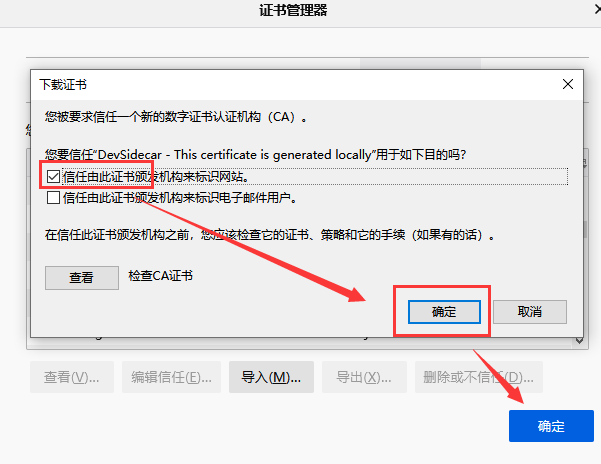 证书管理器
下载证书
您被要求信任一个新的数字证书认证机构（CA）。
您要信任“DevSidecar - This certificate is generated locally”用于如下目的吗?
信任由此证书颁发机构来标识网站。
信任由此证书颁发机构来标识电子邮件用户。
在信任此证书颁发机构之前，您应该检查它的证书、策略和它的手续（如果有的话）。
查看 检查CA证书
确定 取消
查看(V)... 编辑信任(E)... 导入(M)... 导出(X)... 删除或不信任(D)...
确定